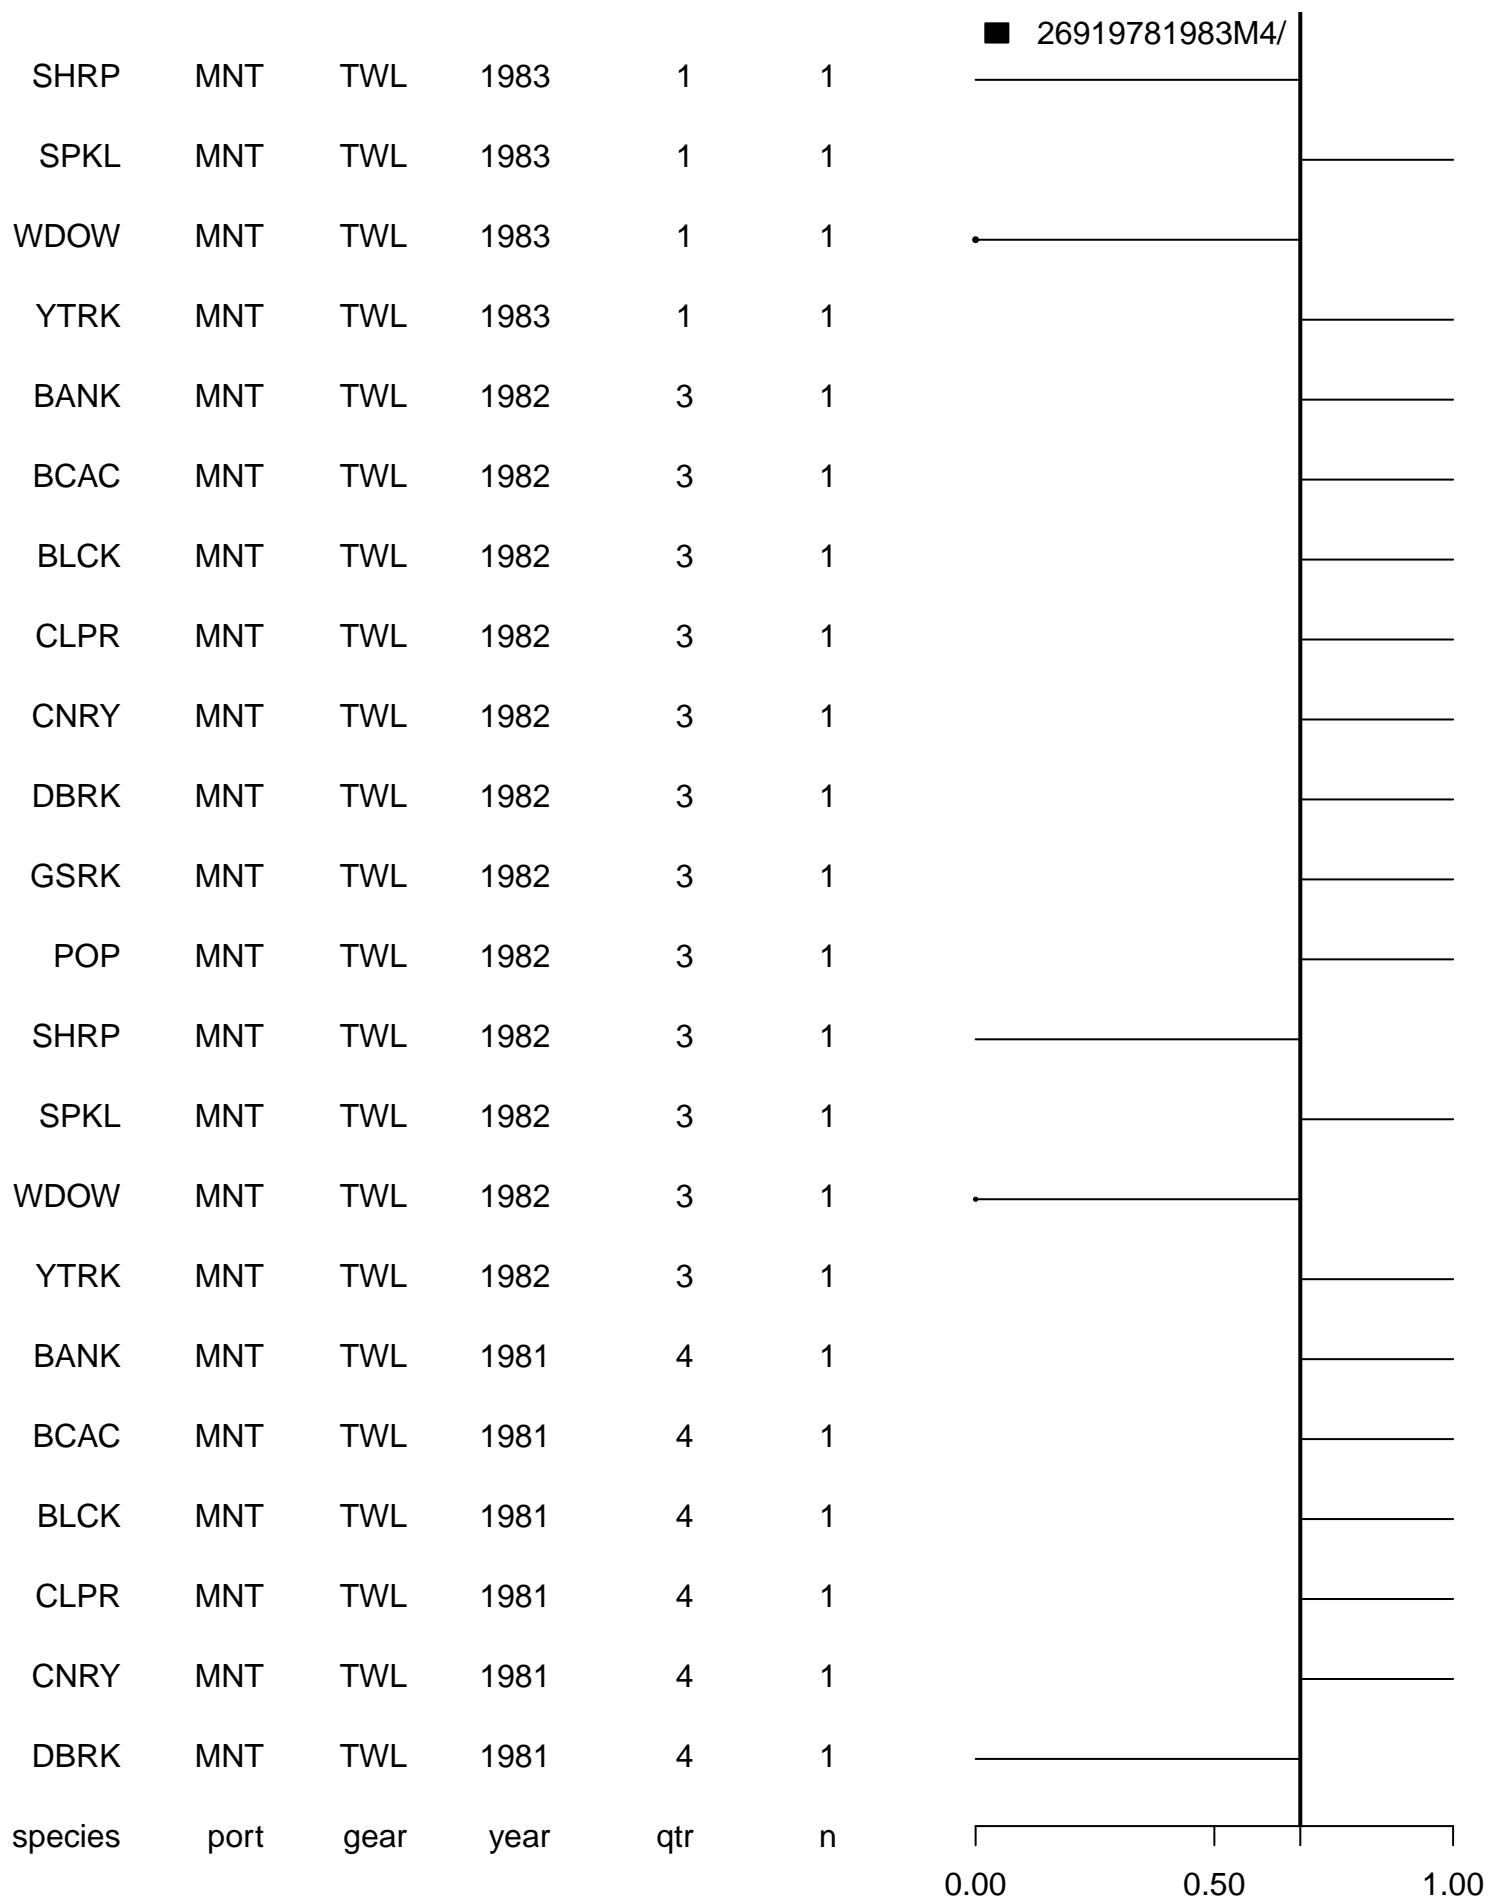 26919781983M4/
SHRP MNT TWL 1983 1 1
SPKL MNT TWL 1983 1 1
WDOW MNT TWL 1983 1 1
YTRK MNT TWL 1983 1 1
BANK MNT TWL 1982 3 1
BCAC MNT TWL 1982 3 1
BLCK MNT TWL 1982 3 1
CLPR MNT TWL 1982 3 1
CNRY MNT TWL 1982 3 1
DBRK MNT TWL 1982 3 1
GSRK MNT TWL 1982 3 1
POP MNT TWL 1982 3 1
SHRP MNT TWL 1982 3 1
SPKL MNT TWL 1982 3 1
WDOW MNT TWL 1982 3 1
YTRK MNT TWL 1982 3 1
BANK MNT TWL 1981 4 1
BCAC MNT TWL 1981 4 1
BLCK MNT TWL 1981 4 1
CLPR MNT TWL 1981 4 1
CNRY MNT TWL 1981 4 1
DBRK MNT TWL 1981 4 1
species port gear year qtr n
0.00 0.50 1.00